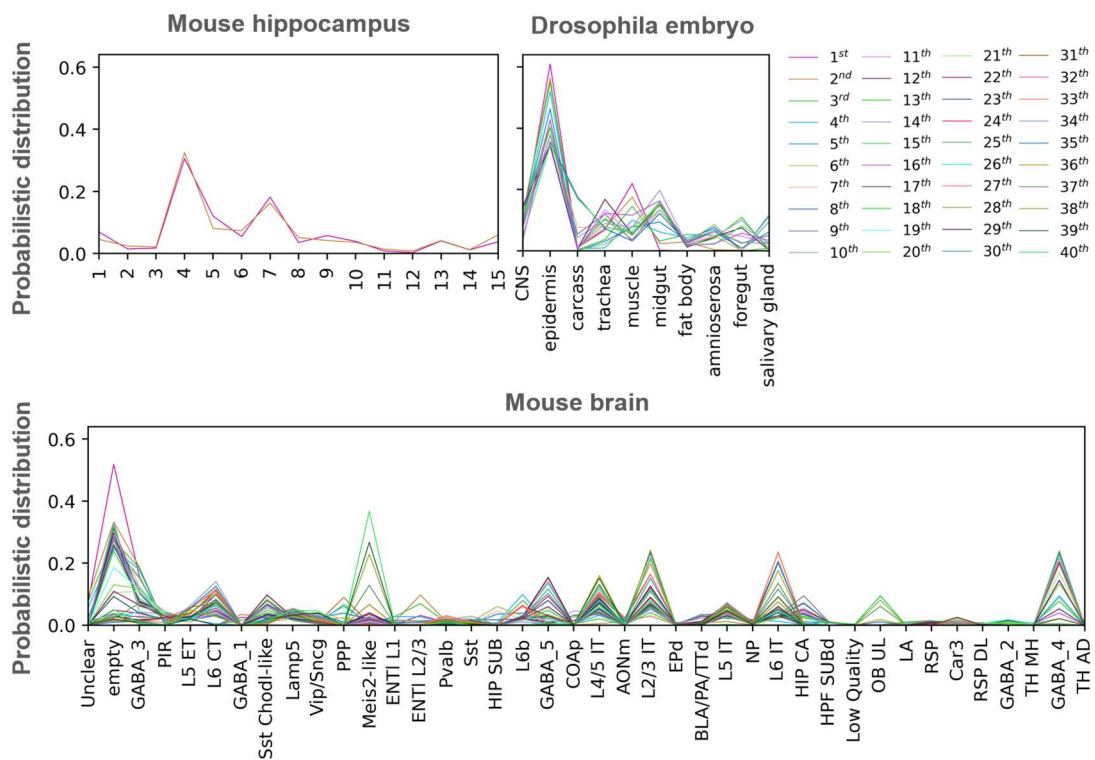 Mouse hippocampus
Drosophila embryo
Probabilistic distribution
0.6
0.4
0.2
0.0
1 2 3 4 5 6 7 8 9 10 11 12 13 14 15
CNS
epidermis
carcass
trachea
muscle
midgut
fat body
amnioserosa
foregut
salivary gland
1st 11th 21th 31th
2nd 12th 22th 32th
3rd 13th 23th 33th
4th 14th 24th 34th
5th 15th 25th 35th
6th 16th 26th 36th
7th 17th 27th 37th
8th 18th 28th 38th
9th 19th 29th 39th
10th 20th 30th 40th
Mouse brain
Probabilistic distribution
0.6
0.4
0.2
0.0
Unclear
empty
GABA_3
PIR
L5 ET
L6 CT
GABA_1
Sst Chodl-like
Lamp5
Vip/Sncg
PPP
Meis2-like
ENTI L1
ENTI L2/3
Pvalb
Sst
HIP SUB
L6b
GABA_5
COAp
L4/5 IT
AONm
L2/3 IT
EPd
BLA/PA/TTd
L5 IT
NP
L6 IT
HIP CA
HPF SUBd
Low Quality
OB UL
LA
RSP
Car3
RSP DL
GABA_2
TH MH
GABA_4
TH AD